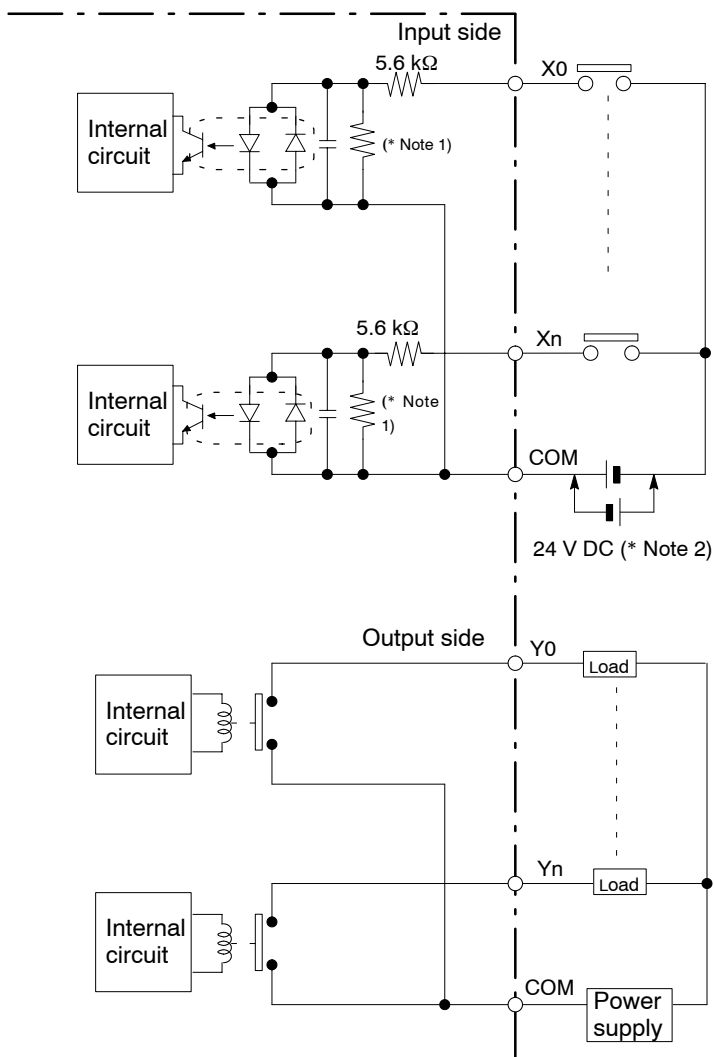 Input side
5.6 kΩ
X0
Internal
circuit
(* Note 1)
5.6 kΩ
Xn
Internal
circuit
(* Note
1)
COM
24 V DC (* Note 2)
Output side
Y0
Load
Internal
circuit
Yn
Load
Internal
circuit
COM
Power
supply